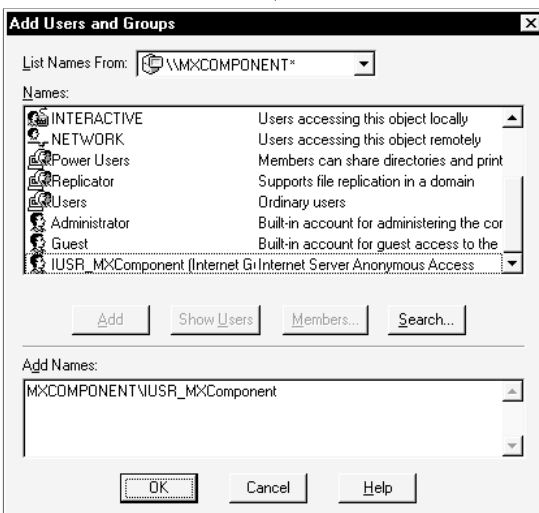 Add Users and Groups
List Names From: \\MXCOMPONENT*
Names:
INTERACTIVE Users accessing this object locally
NETWORK Users accessing this object remotely
Power Users Members can share directories and print
Replicator Supports file replication in a domain
Users Ordinary users
Administrator Built-in account for administering the cor
Guest Built-in account for guest access to the
IUSR_MXComponent (Internet Gi Internet Server Anonymous Access
Add Show Users Members... Search...
Add Names:
MXCOMPONENT\IUSR_MXComponent
OK Cancel Help